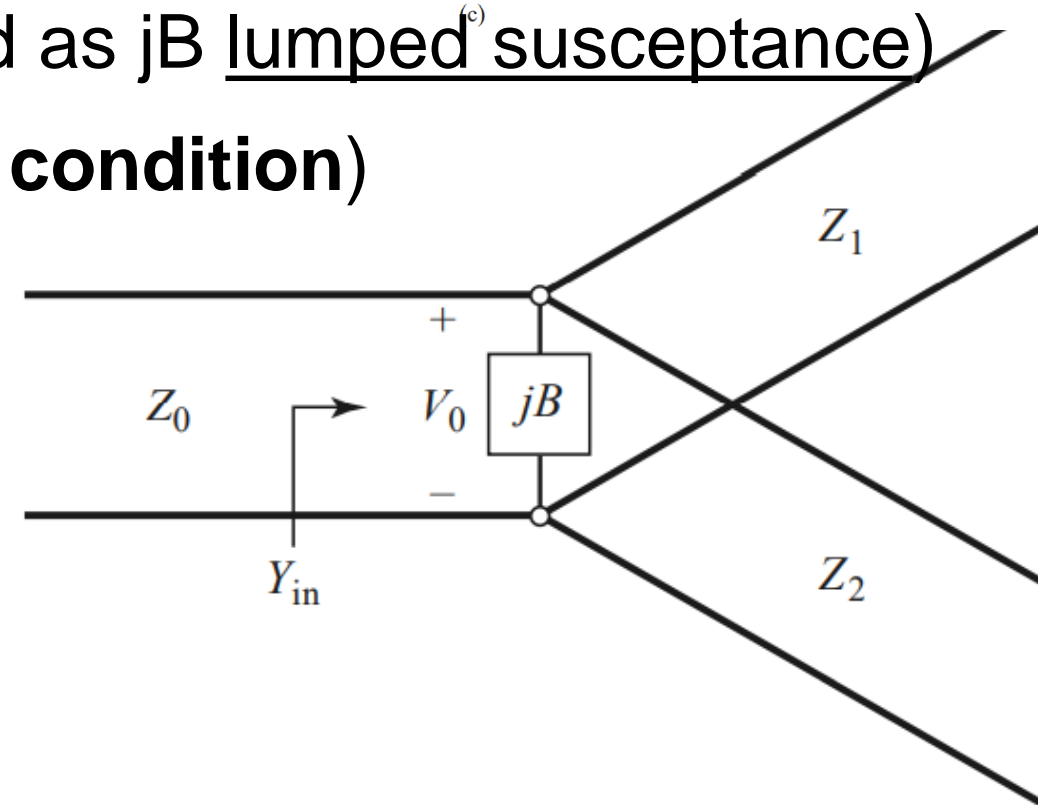 (c)
d as jB lumped susceptance)
condition)
Z1
+
Z0
V0
jB
−
Yin
Z2